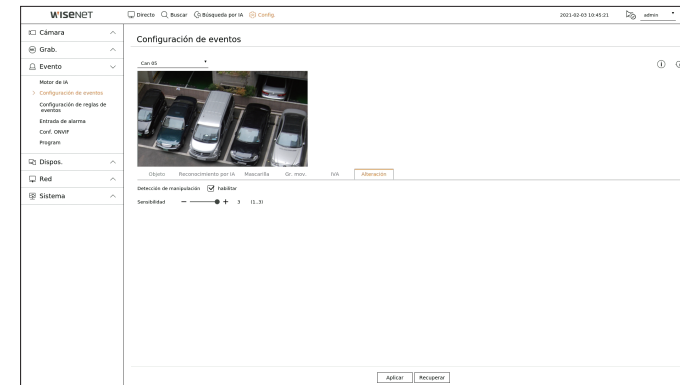 WISENET
Directo Buscar Búsqueda por IA Config.
2021-02-03 10:45:21 admin
Cámara
Grab.
Evento
Motor de IA
Configuración de eventos
Configuración de reglas de
eventos
Entrada de alarma
Conf. ONVIF
Program
Dispos.
Red
Sistema
Configuración de eventos
Can 05
Objeto Reconocimiento por IA Mascarilla Gr. mov. IVA Alteración
Detección de manipulación habilitar
Sensibilidad 3 (1..3)
Aplicar Recuperar